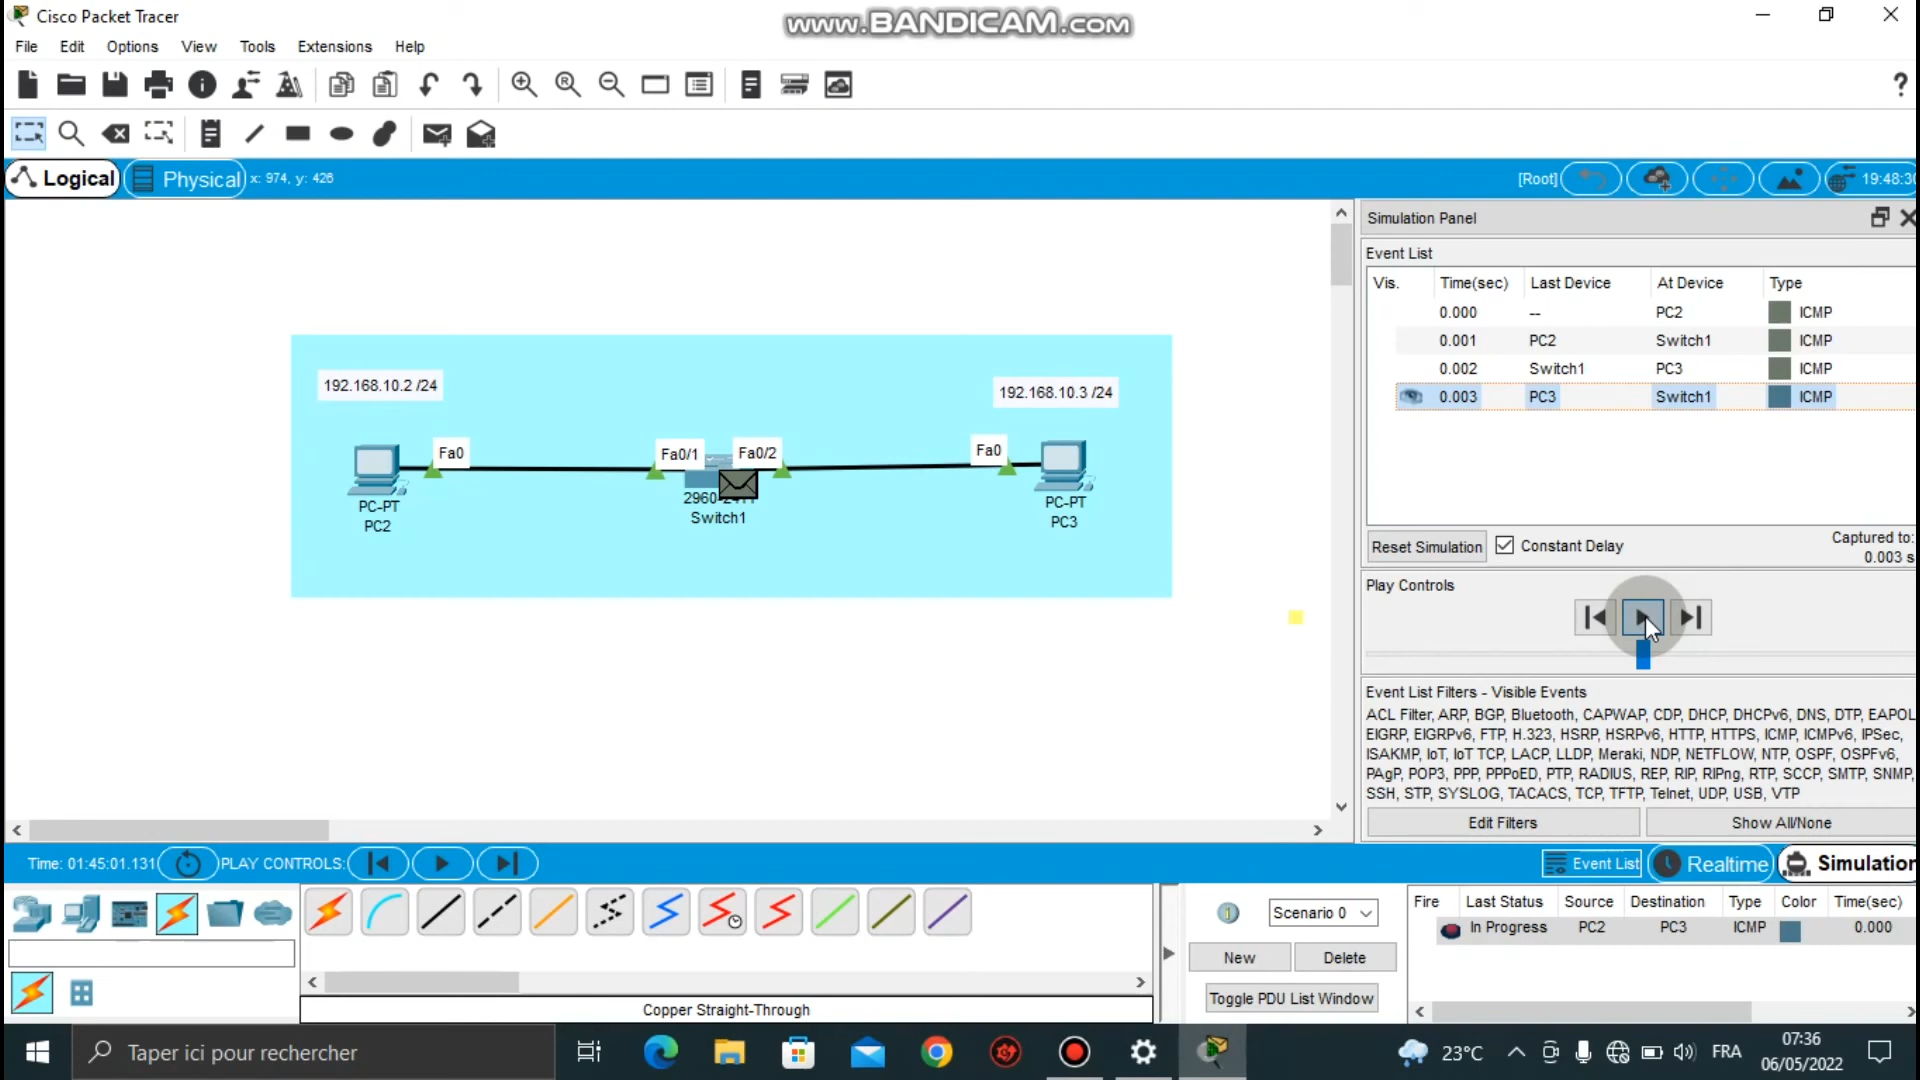 Cisco Packet Tracer
www.BANDICAM.com
File Edit Options View Tools Extensions Help
?
Logical
Physical
x: 974, y: 426
[Root]
19:48:30
Simulation Panel
Event List
Vis. Time(sec) Last Device At Device Type
0.000 -- PC2 ICMP
0.001 PC2 Switch1 ICMP
0.002 Switch1 PC3 ICMP
0.003 PC3 Switch1 ICMP
192.168.10.2 /24
192.168.10.3 /24
Fa0
Fa0/1
Fa0/2
Fa0
PC-PT
PC2
Switch1
PC-PT
PC3
Reset Simulation
Constant Delay
Captured to:
0.003 s
Play Controls
Event List Filters - Visible Events
ACL Filter, ARP, BGP, Bluetooth, CAPWAP, CDP, DHCP, DHCPv6, DNS, DTP, EAPOL,
EIGRP, EIGRPv6, FTP, H.323, HSRP, HSRPv6, HTTP, HTTPS, ICMP, ICMPv6, IPSec,
ISAKMP, IoT, IoT TCP, LACP, LLDP, Meraki, NDP, NETFLOW, NTP, OSPF, OSPFv6,
PAgP, POP3, PPP, PPPoED, PTP, RADIUS, REP, RIP, RIPng, RTP, SCCP, SMTP, SNMP,
SSH, STP, SYSLOG, TACACS, TCP, TFTP, Telnet, UDP, USB, VTP
Edit Filters
Show All/None
Time: 01:45:01.131
PLAY CONTROLS:
Event List
Realtime
Simulation
Scenario 0
New
Delete
Toggle PDU List Window
Fire Last Status Source Destination Type Color Time(sec)
In Progress PC2 PC3 ICMP 0.000
Copper Straight-Through
Taper ici pour rechercher
23°C
FRA
07:36
06/05/2022